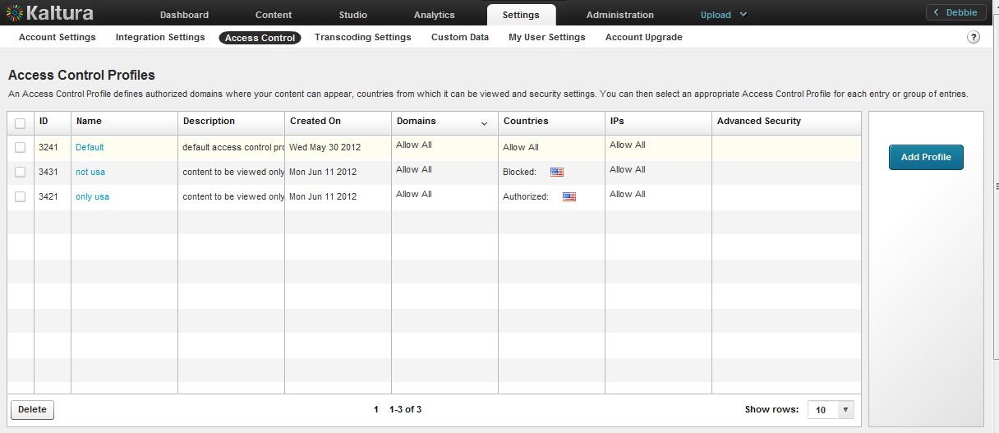 Kaltura Dashboard Content Studio Analytics Settings Administration Upload Debbie
Account Settings Integration Settings Access Control Transcoding Settings Custom Data My User Settings Account Upgrade ?
Access Control Profiles
An Access Control Profile defines authorized domains where your content can appear, countries from which it can be viewed and security settings. You can then select an appropriate Access Control Profile for each entry or group of entries.
ID Name Description Created On Domains Countries IPs Advanced Security
3241 Default default access control pro Wed May 30 2012 Allow All Allow All Allow All
3431 not usa content to be viewed only Mon Jun 11 2012 Allow All Blocked: Allow All
3421 only usa content to be viewed only Mon Jun 11 2012 Allow All Authorized: Allow All
Add Profile
Delete 1 1-3 of 3 Show rows: 10